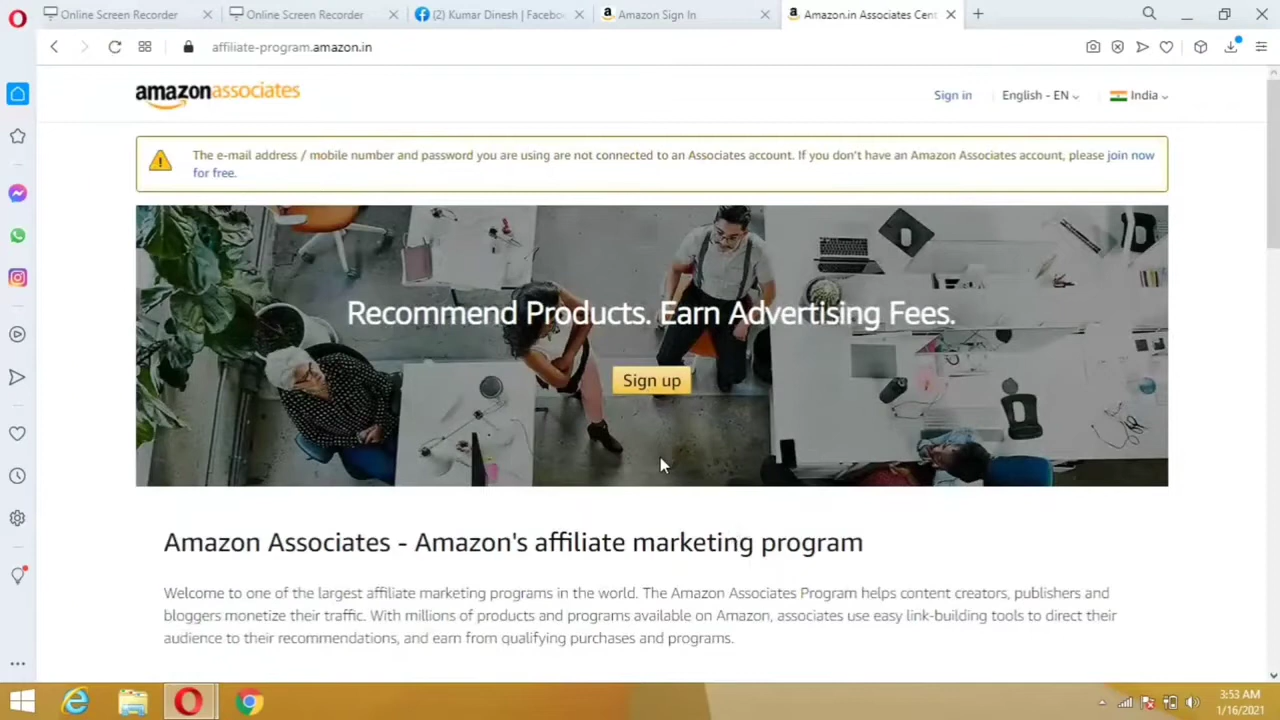 Online Screen Recorder
Online Screen Recorder
(2) Kumar Dinesh | Facebo
Amazon Sign In
Amazon.in Associates Cent
affiliate-program.amazon.in
amazonassociates
Sign in
English - EN
India
The e-mail address / mobile number and password you are using are not connected to an Associates account. If you don't have an Amazon Associates account, please join now
for free.
Recommend Products. Earn Advertising Fees.
Sign up
Amazon Associates - Amazon's affiliate marketing program
Welcome to one of the largest affiliate marketing programs in the world. The Amazon Associates Program helps content creators, publishers and
bloggers monetize their traffic. With millions of products and programs available on Amazon, associates use easy link-building tools to direct their
audience to their recommendations, and earn from qualifying purchases and programs.
3:53 AM
1/16/2021